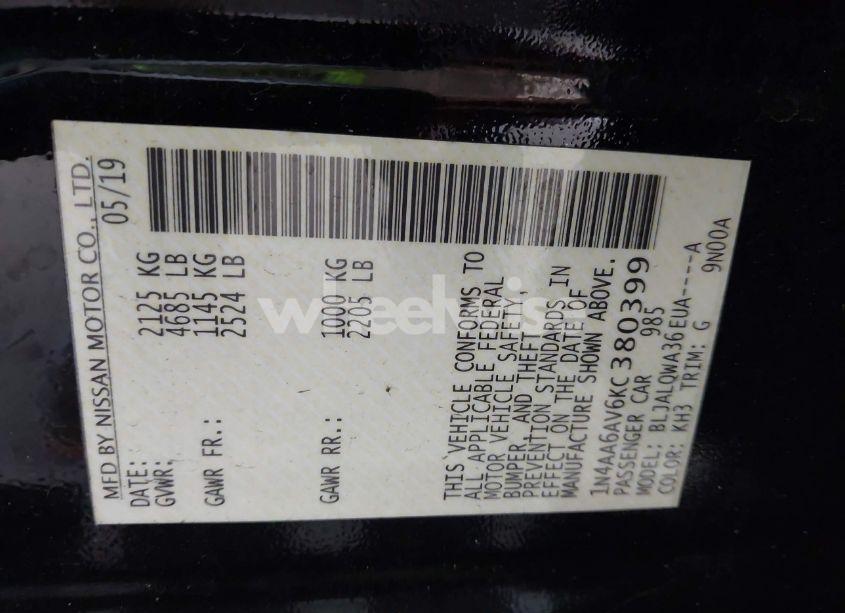 MFD BY NISSAN MOTOR CO., LTD.
DATE: 05/19
GVWR: 2125 KG
4685 LB
GAWR FR.: 1145 KG
2524 LB
GAWR RR.: 1000 KG
2205 LB
THIS VEHICLE CONFORMS TO
ALL APPLICABLE FEDERAL
MOTOR VEHICLE SAFETY,
BUMPER, AND THEFT
PREVENTION STANDARDS IN
EFFECT ON THE DATE OF
MANUFACTURE SHOWN ABOVE.
1N4AA6AV6KC380399
PASSENGER CAR 985
MODEL: BLJALQWA36EUA----A
COLOR: KH3 TRIM: G 9N00A